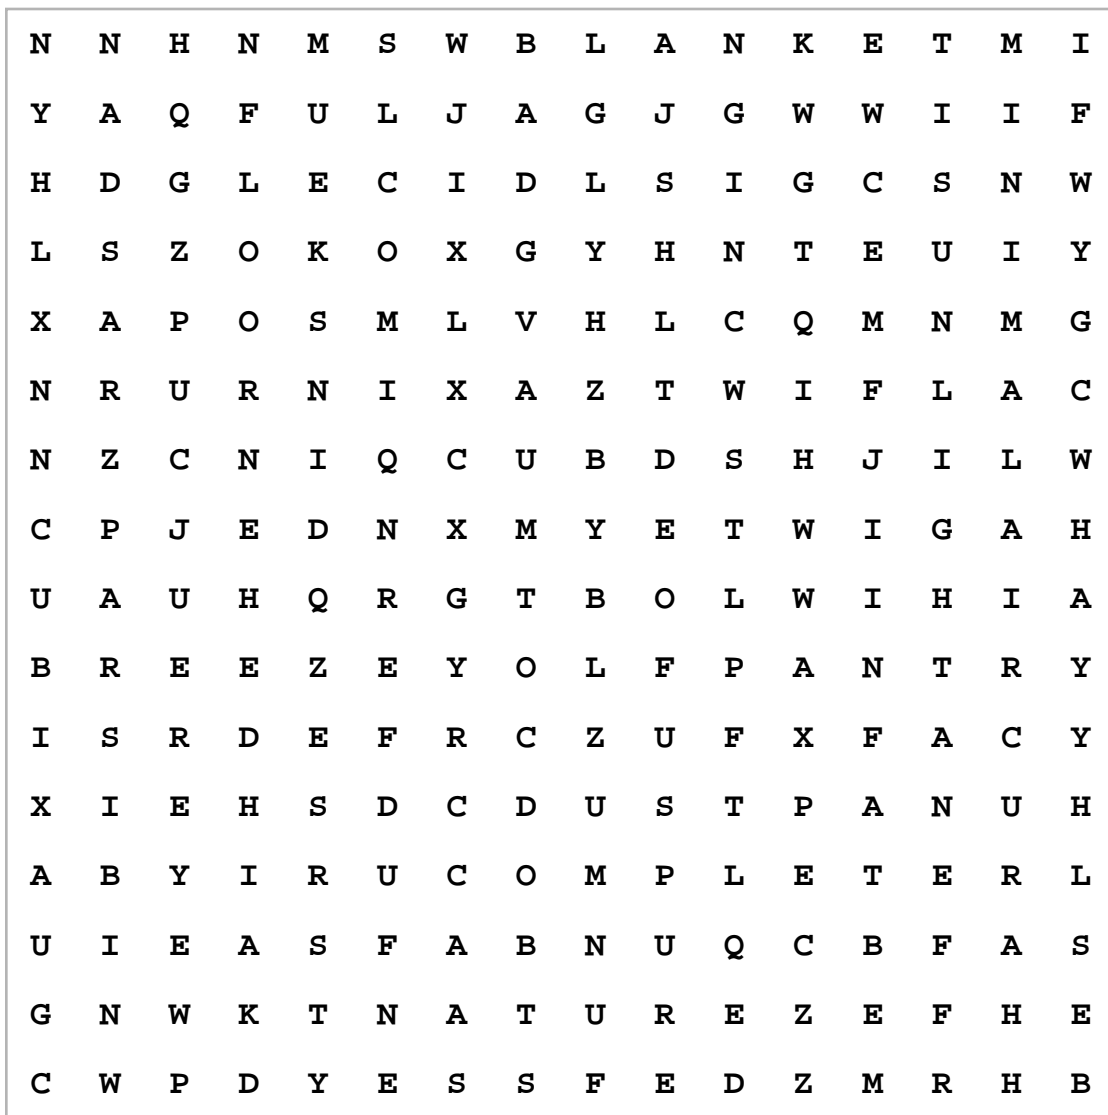 N N H N M S W B L A N K E T M I
Y A Q F U L J A G J G W W I I F
H D G L E C I D L S I G C S N W
L S Z O K O X G Y H N T E U I Y
X A P O S M L V H L C Q M N M G
N R U R N I X A Z T W I F L A C
N Z C N I Q C U B D S H J I L W
C P J E D N X M Y E T W I G A H
U A U H Q R G T B O L W I H I A
B R E E Z E Y O L F P A N T R Y
I S R D E F R C Z U F X F A C Y
X I E H S D C D U S T P A N U H
A B Y I R U C O M P L E T E R L
U I E A S F A B N U Q C B F A S
G N W K T N A T U R E Z E F H E
C W P D Y E S S F E D Z M R H B